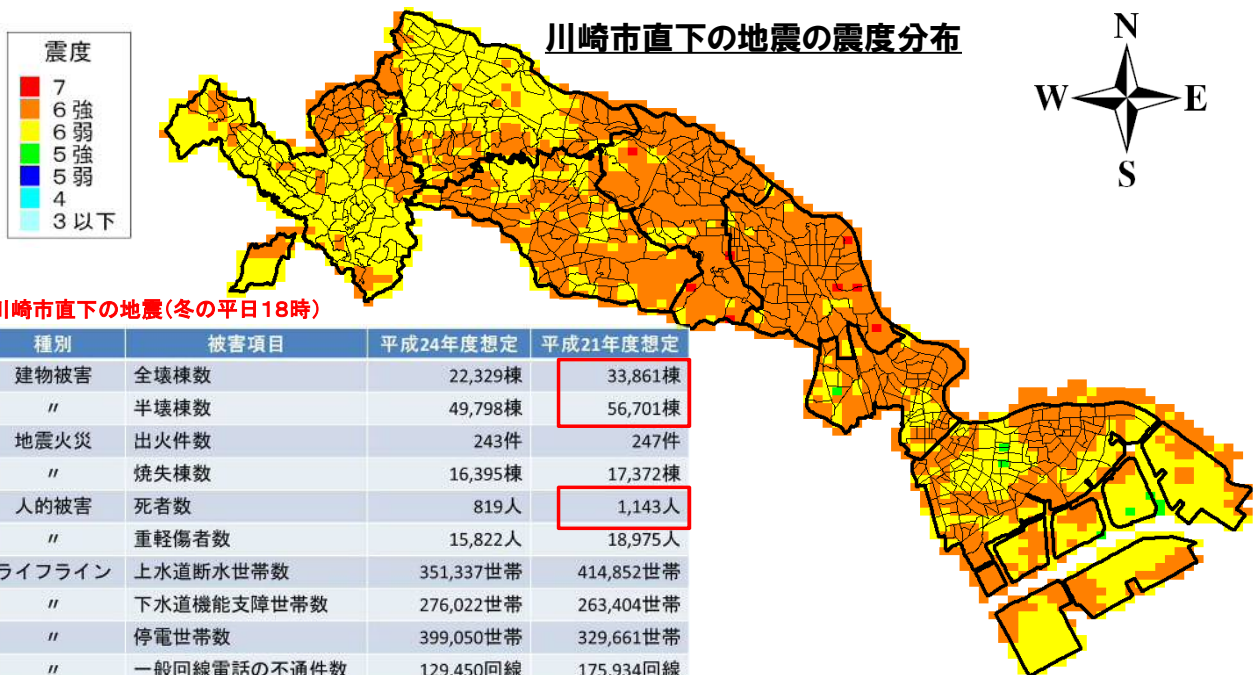 川崎市直下の地震の震度分布
N
W E
S
震度
7
6強
6弱
5強
5弱
4
3以下
川崎市直下の地震(冬の平日18時)
種別 被害項目 平成24年度想定 平成21年度想定
建物被害 全壊棟数 22,329棟 33,861棟
〃 半壊棟数 49,798棟 56,701棟
地震火災 出火件数 243件 247件
〃 焼失棟数 16,395棟 17,372棟
人的被害 死者数 819人 1,143人
〃 重軽傷者数 15,822人 18,975人
ライフライン 上水道断水世帯数 351,337世帯 414,852世帯
〃 下水道機能支障世帯数 276,022世帯 263,404世帯
〃 停電世帯数 399,050世帯 329,661世帯
〃 一般回線電話の不通件数 129,450回線 175,934回線